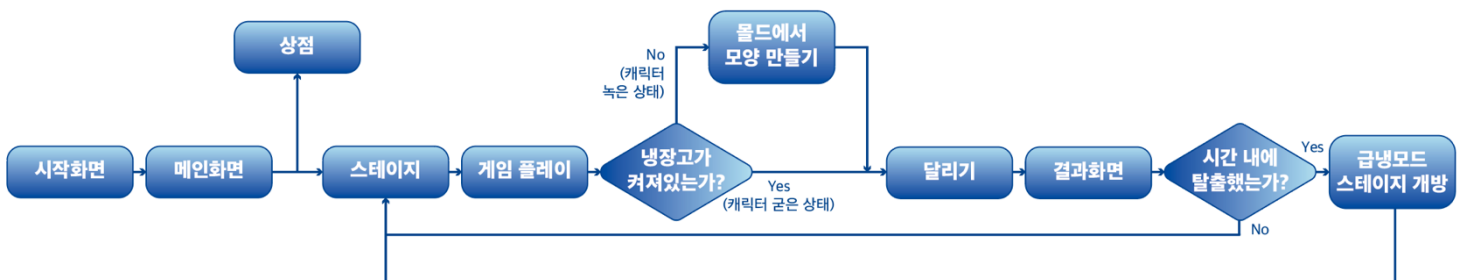 상점
몰드에서
모양 만들기
No
(캐릭터
녹은 상태)
시작화면
메인화면
스테이지
게임 플레이
냉장고가
켜져있는가?
Yes
(캐릭터 굳은 상태)
달리기
결과화면
시간 내에
탈출했는가?
Yes
No
급냉모드
스테이지 개방